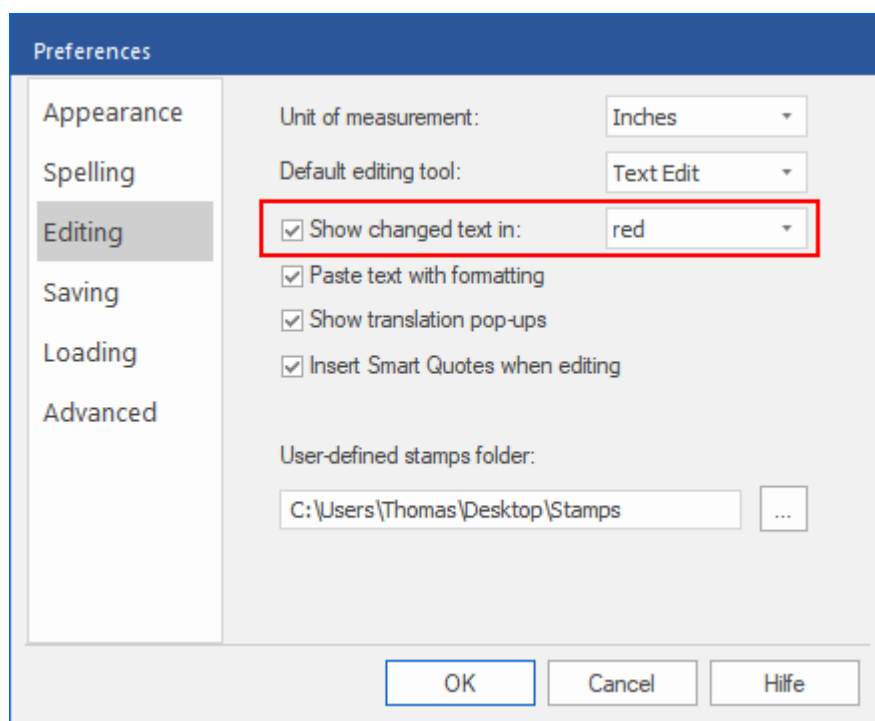 Preferences
Appearance
Spelling
Editing
Saving
Loading
Advanced
Unit of measurement: Inches
Default editing tool: Text Edit
Show changed text in: red
Paste text with formatting
Show translation pop-ups
Insert Smart Quotes when editing
User-defined stamps folder:
C:\Users\Thomas\Desktop\Stamps ...
OK Cancel Hilfe